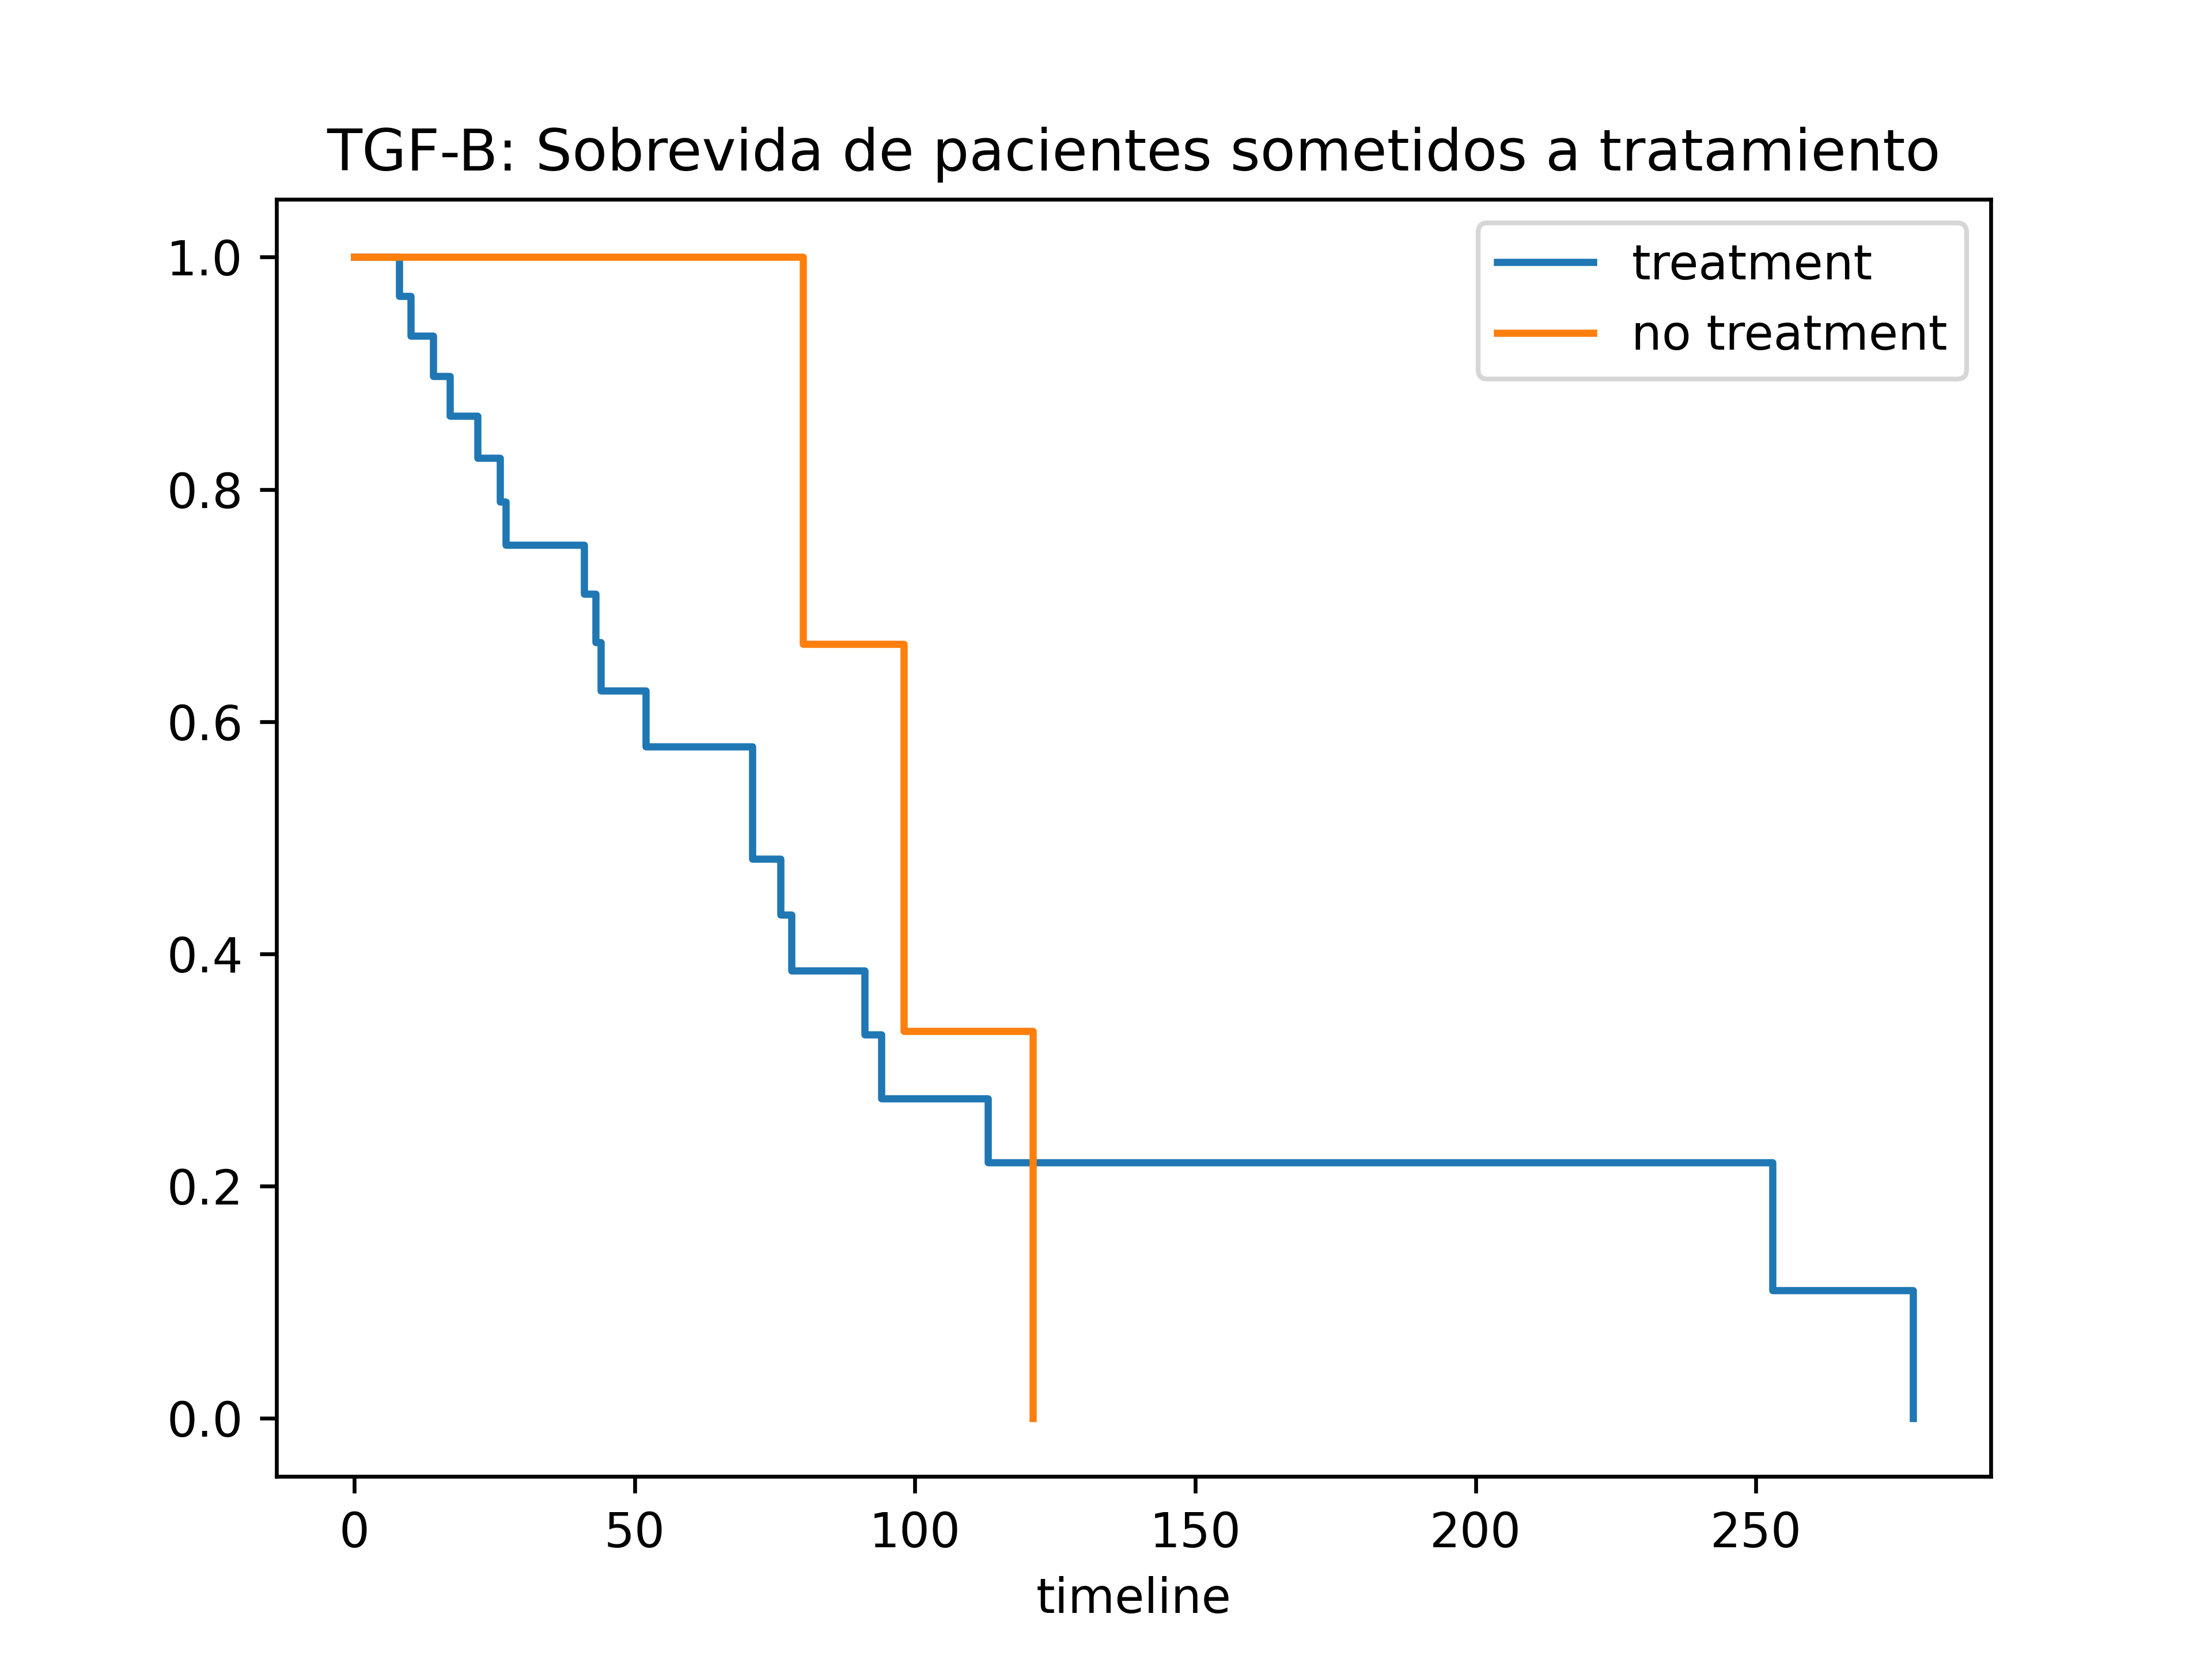 TGF-B: Sobrevida de pacientes sometidos a tratamiento
treatment
no treatment
1.0
0.8
0.6
0.4
0.2
0.0
0 50 100 150 200 250
timeline